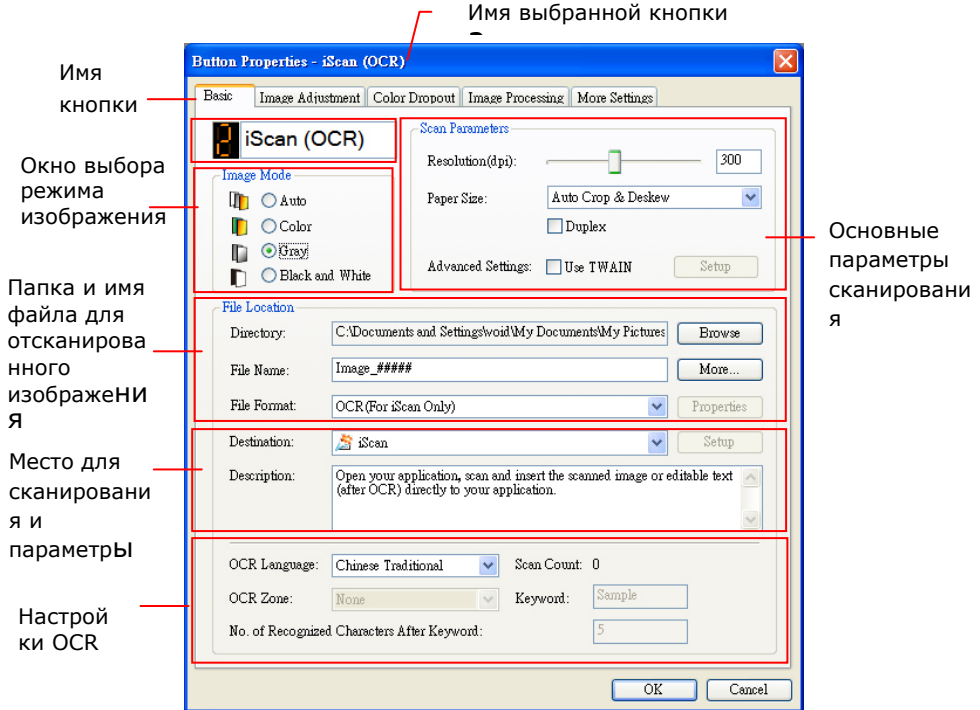 Имя выбранной кнопки
Имя
кнопки
Окно выбора
режима
изображения
Папка и имя
файла для
отсканирова
нного
изображеНИ
Я
Место для
сканировани
я и
параметрЫ
Настрой
ки OCR
Button Properties - iScan (OCR)
Basic Image Adjustment Color Dropout Image Processing More Settings
2 iScan (OCR)
Image Mode
Auto
Color
Gray
Black and White
Scan Parameters
Resolution(dpi): 300
Paper Size: Auto Crop & Deskew
Duplex
Advanced Settings: Use TWAIN Setup
File Location
Directory: C:\Documents and Settings\void\My Documents\My Pictures Browse
File Name: Image_##### More...
File Format: OCR(For iScan Only) Properties
Destination: iScan Setup
Description: Open your application, scan and insert the scanned image or editable text
(after OCR) directly to your application.
OCR Language: Chinese Traditional Scan Count: 0
OCR Zone: None Keyword: Sample
No. of Recognized Characters After Keyword: 5
OK Cancel
Основные
параметры
сканировани
я